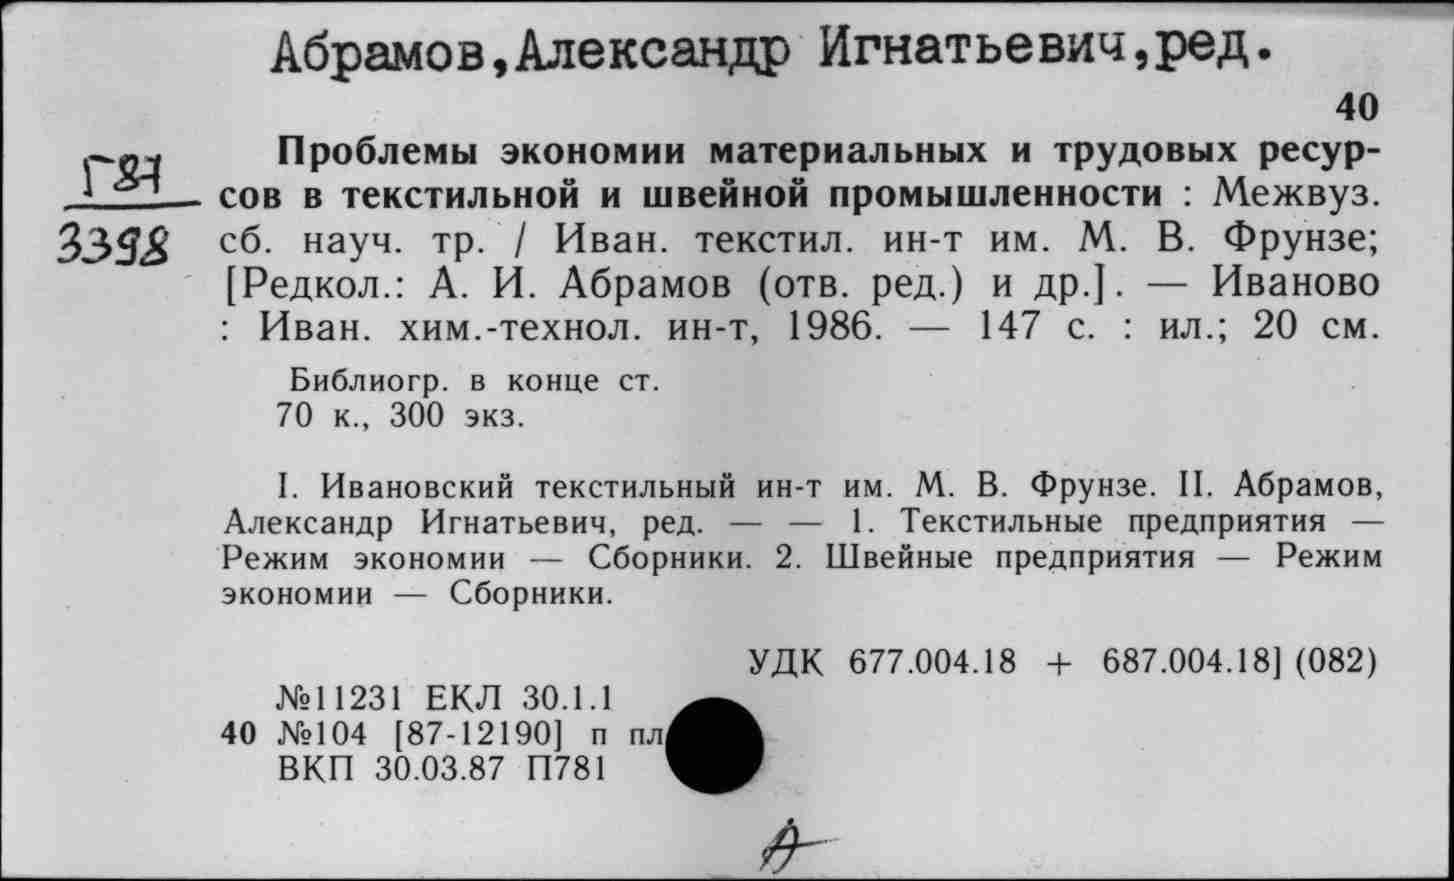 Абрамов,Александр Игнатьевич,ред.
40
Проблемы экономии материальных и трудовых ресур-
сов в текстильной и швейной промышленности : Межвуз.
сб. науч. тр. / Иван. текстил. ин-т им. М. В. Фрунзе;
[Редкол.: А. И. Абрамов (отв. ред.) и др.]. — Иваново
: Иван. хим.-технол. ин-т, 1986. — 147 с. : ил.; 20 см.
3398
Библиогр. в конце ст.
70 к., 300 экз.
I. Ивановский текстильный ин-т им. М. В. Фрунзе. II. Абрамов,
Александр Игнатьевич, ред. — — 1. Текстильные предприятия —
Режим экономии — Сборники. 2. Швейные предприятия — Режим
экономии — Сборники.
УДК 677.004.18 + 687.004.18] (082)
№11231 ЕКЛ 30.1.1
40 №104 [87-12190] п пл
ВКП 30.03.87 П781
А